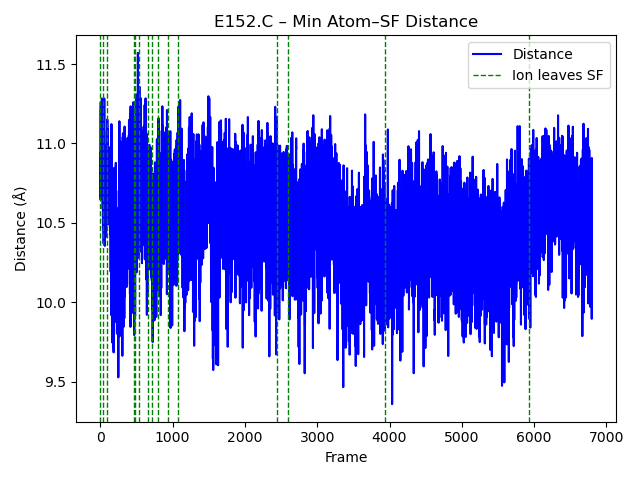 E152.C – Min Atom–SF Distance
Distance
Ion leaves SF
Distance (Å)
11.5
11.0
10.5
10.0
9.5
0 1000 2000 3000 4000 5000 6000 7000
Frame